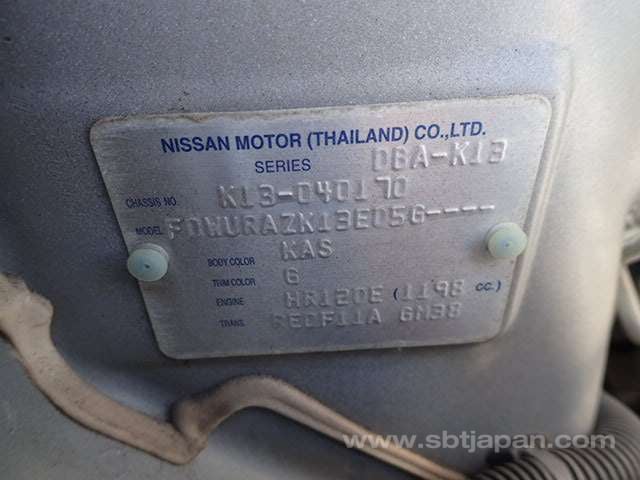 NISSAN MOTOR (THAILAND) CO.,LTD.
SERIES DBA-K13
CHASSIS NO. K13-040170
MODEL FDWURAZK13EDSG----
BODY COLOR KAS
TRIM COLOR G
ENGINE HR12DE (1198 CC.)
TRANS. RE0F11A GM38
www.sbtjapan.com